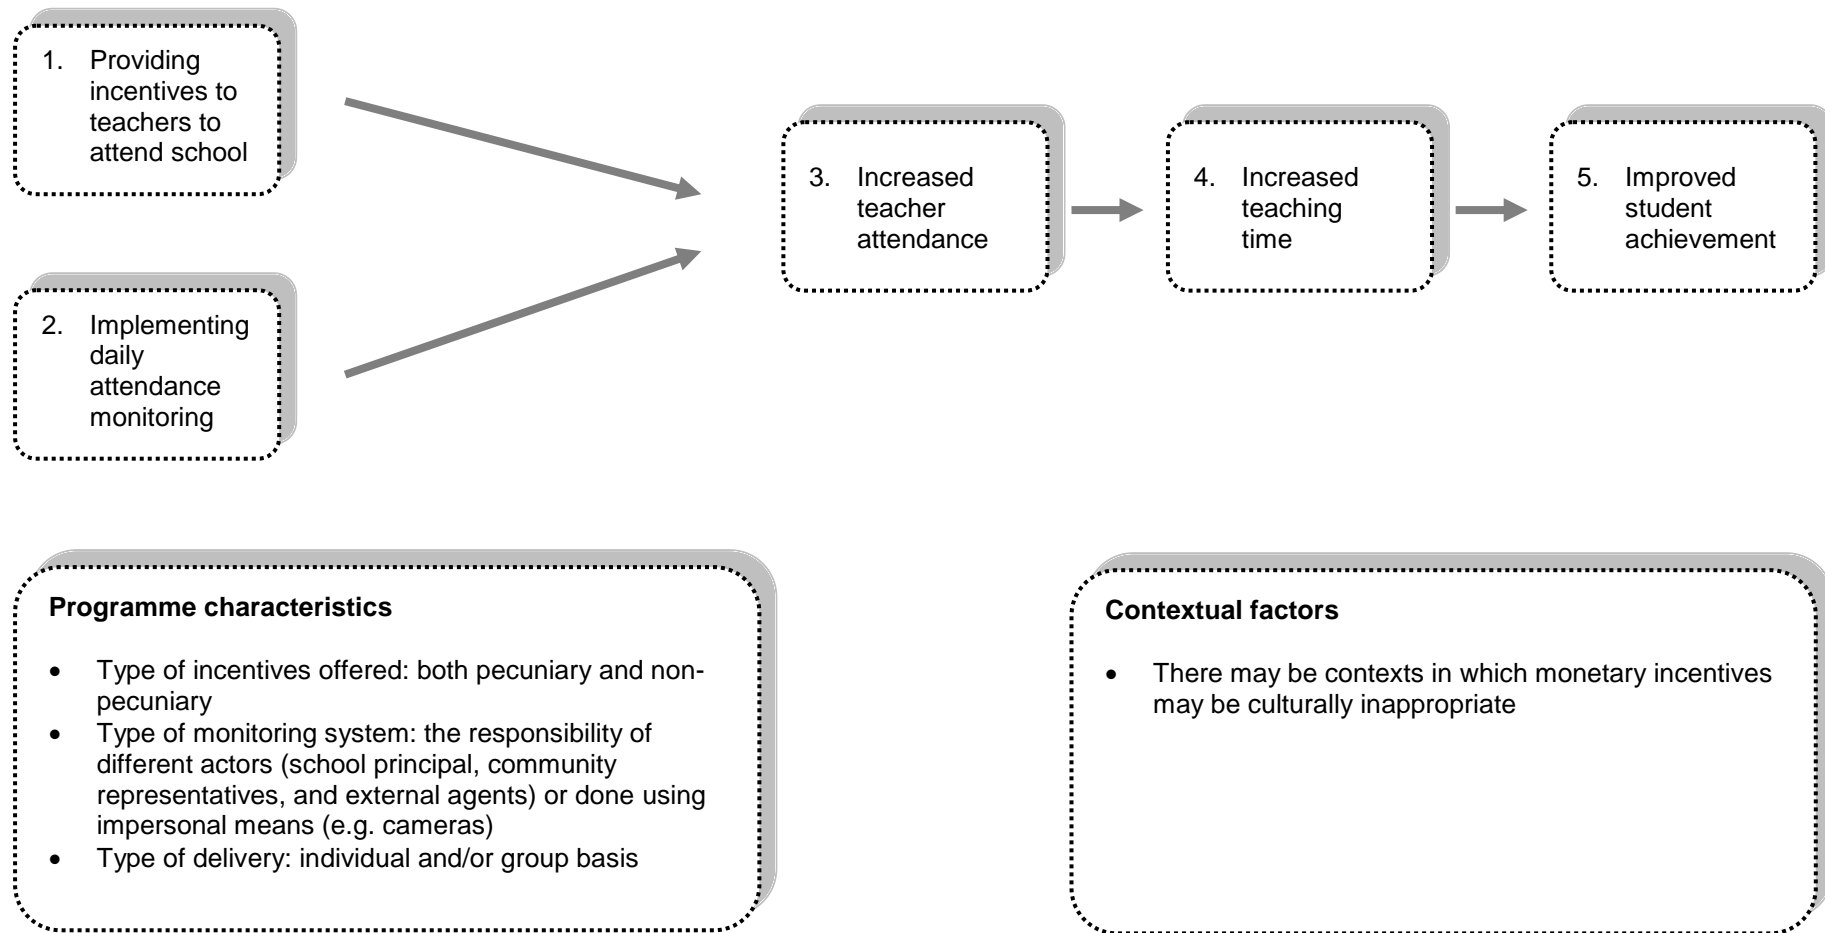 1. Providing
incentives to
teachers to
attend school
2. Implementing
daily
attendance
monitoring
3. Increased
teacher
attendance
4. Increased
teaching
time
5. Improved
student
achievement
Programme characteristics
• Type of incentives offered: both pecuniary and non-
pecuniary
• Type of monitoring system: the responsibility of
different actors (school principal, community
representatives, and external agents) or done using
impersonal means (e.g. cameras)
• Type of delivery: individual and/or group basis
Contextual factors
• There may be contexts in which monetary incentives
may be culturally inappropriate